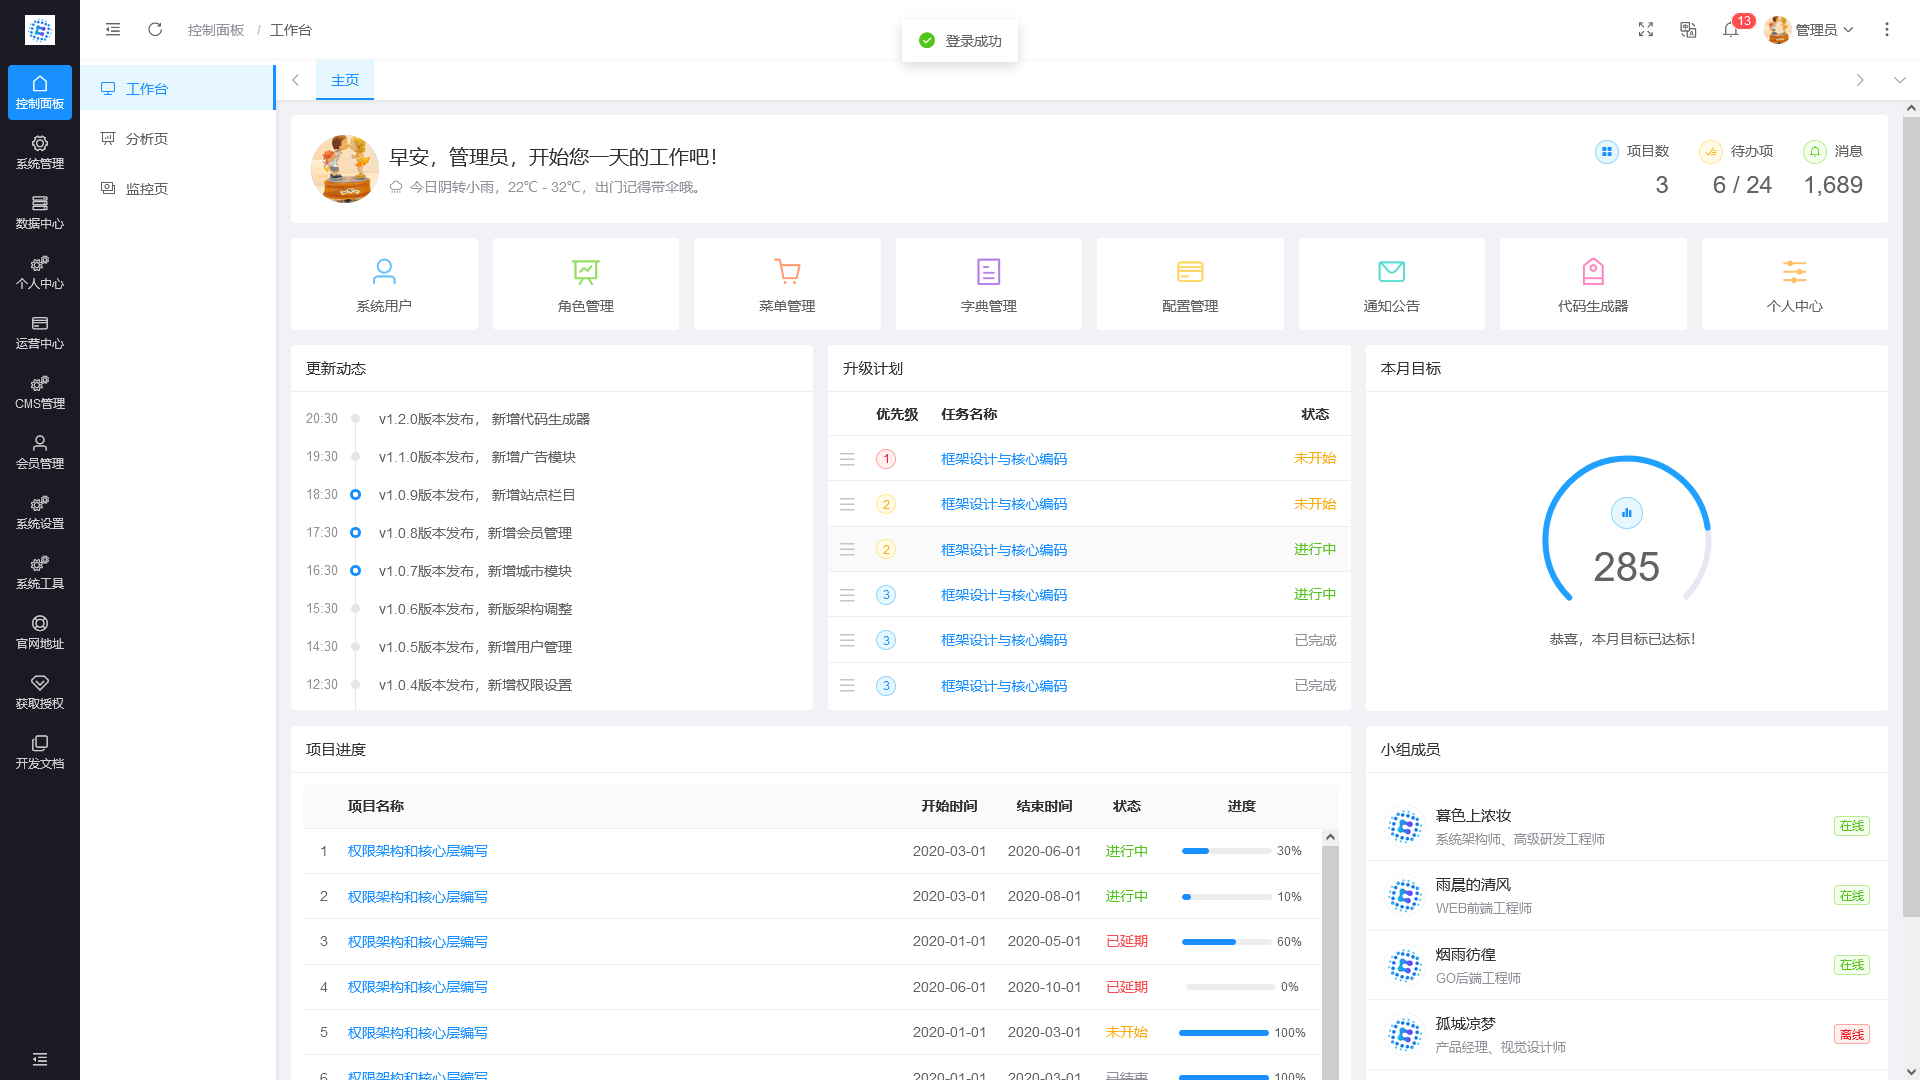 控制面板 / 工作台
登录成功
13
管理员
控制面板
系统管理
数据中心
个人中心
运营中心
CMS管理
会员管理
系统设置
系统工具
官网地址
获取授权
开发文档
工作台
分析页
监控页
主页
早安，管理员，开始您一天的工作吧！
今日阴转小雨，22℃ - 32℃，出门记得带伞哦。
项目数
3
待办项
6 / 24
消息
1,689
系统用户
角色管理
菜单管理
字典管理
配置管理
通知公告
代码生成器
个人中心
更新动态
20:30 v1.2.0版本发布， 新增代码生成器
19:30 v1.1.0版本发布， 新增广告模块
18:30 v1.0.9版本发布， 新增站点栏目
17:30 v1.0.8版本发布，新增会员管理
16:30 v1.0.7版本发布，新增城市模块
15:30 v1.0.6版本发布，新版架构调整
14:30 v1.0.5版本发布，新增用户管理
12:30 v1.0.4版本发布，新增权限设置
升级计划
优先级 任务名称 状态
1 框架设计与核心编码 未开始
2 框架设计与核心编码 未开始
2 框架设计与核心编码 进行中
3 框架设计与核心编码 进行中
3 框架设计与核心编码 已完成
3 框架设计与核心编码 已完成
本月目标
285
恭喜，本月目标已达标！
项目进度
项目名称 开始时间 结束时间 状态 进度
1 权限架构和核心层编写 2020-03-01 2020-06-01 进行中 30%
2 权限架构和核心层编写 2020-03-01 2020-08-01 进行中 10%
3 权限架构和核心层编写 2020-01-01 2020-05-01 已延期 60%
4 权限架构和核心层编写 2020-06-01 2020-10-01 已延期 0%
5 权限架构和核心层编写 2020-01-01 2020-03-01 未开始 100%
6 权限架构和核心层编写 2020-01-01 2020-03-01 已结束 100%
小组成员
暮色上浓妆
系统架构师、高级研发工程师
在线
雨晨的清风
WEB前端工程师
在线
烟雨彷徨
GO后端工程师
在线
孤城凉梦
产品经理、视觉设计师
离线